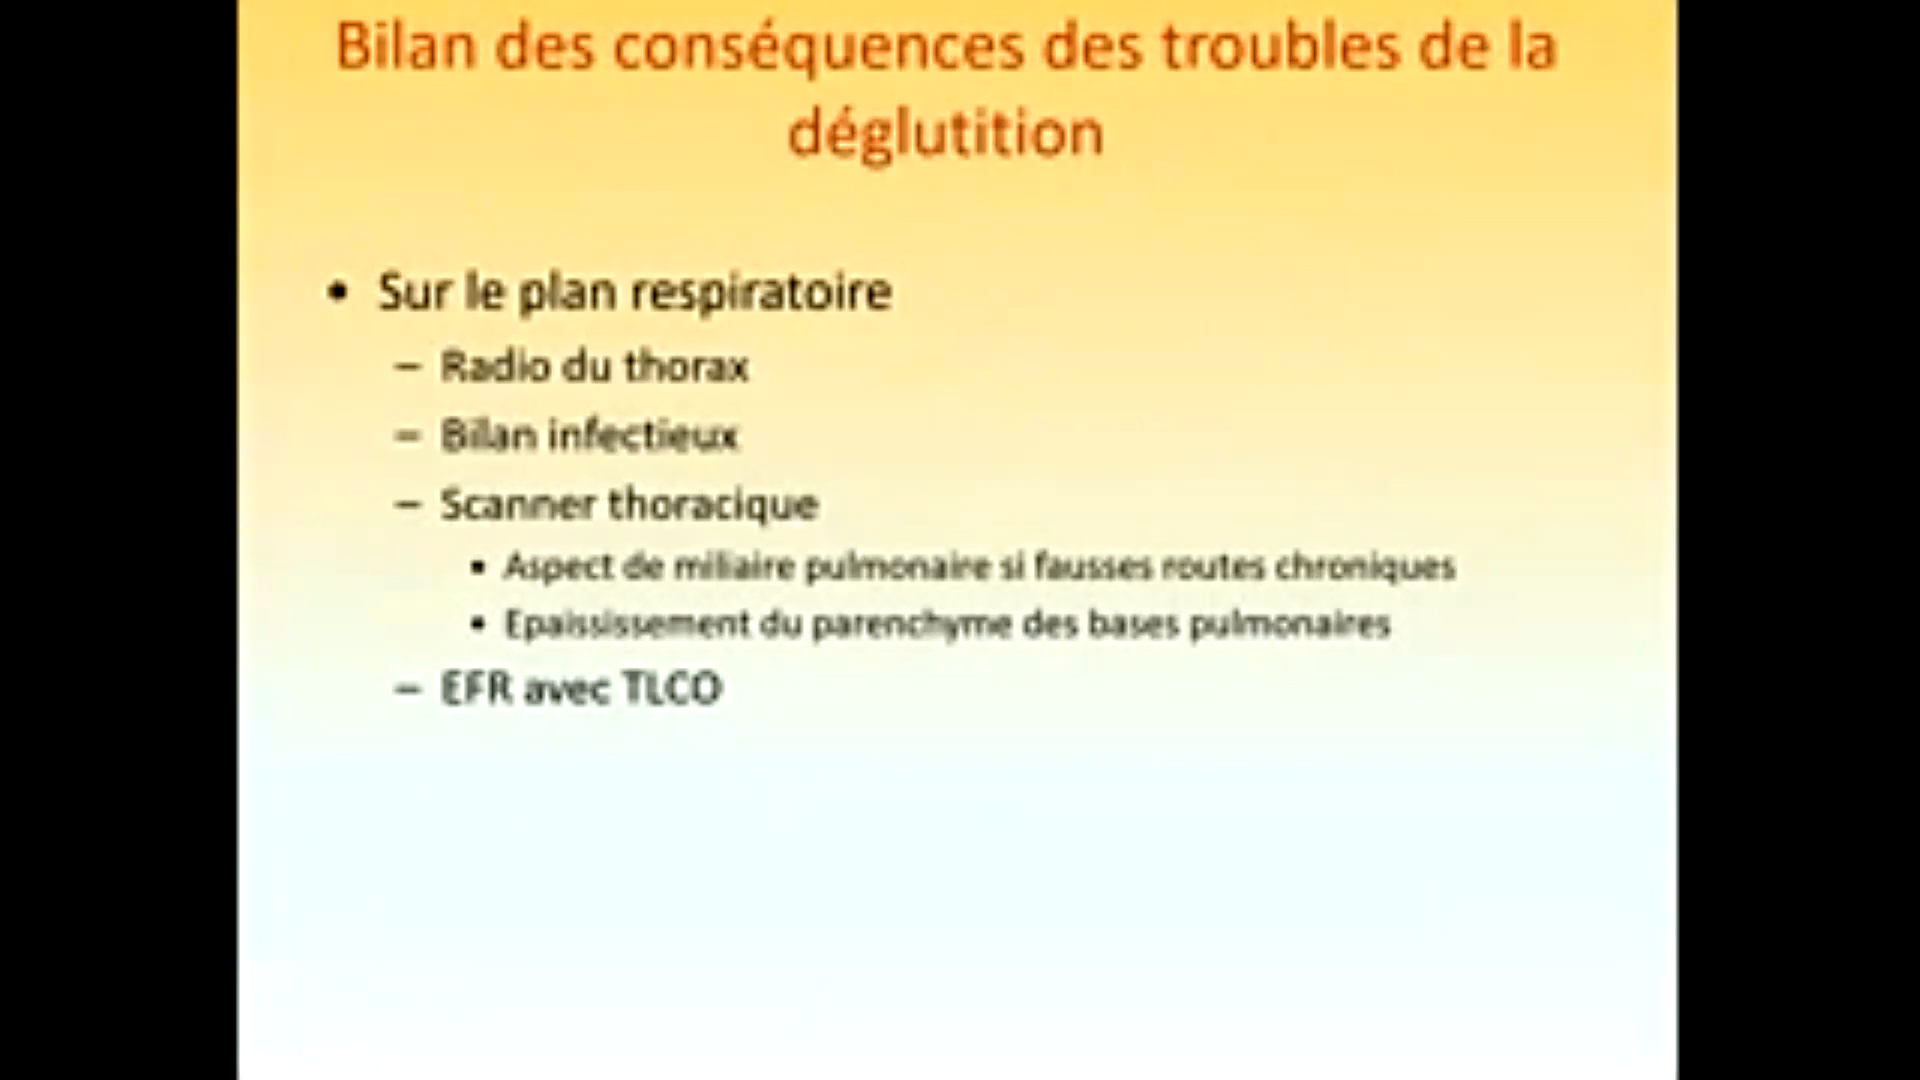 Bilan des conséquences des troubles de la
déglutition
• Sur le plan respiratoire
– Radio du thorax
– Bilan infectieux
– Scanner thoracique
• Aspect de miliaire pulmonaire si fausses routes chroniques
• Epaississement du parenchyme des bases pulmonaires
– EFR avec TLCO